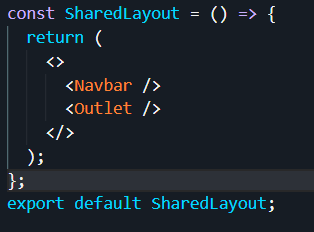 const SharedLayout = () => {
  return (
    <>
      <Navbar />
      <Outlet />
    </>
  );
};
export default SharedLayout;